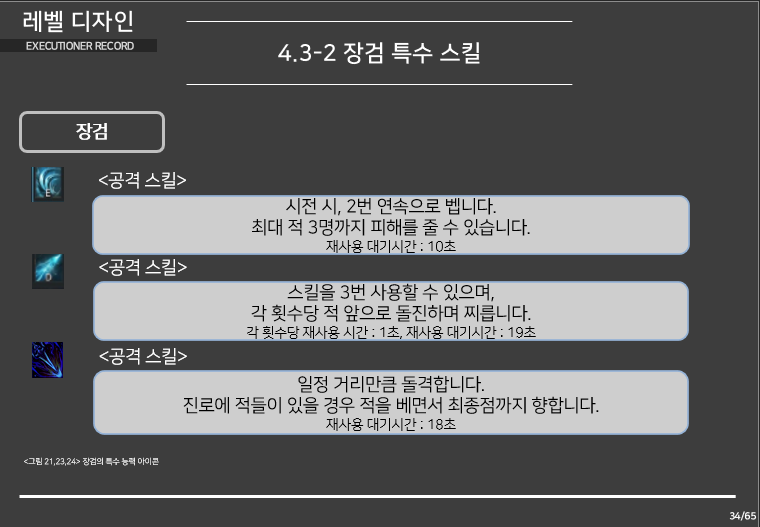 레벨 디자인
EXECUTIONER RECORD
4.3-2 장검 특수 스킬
장검
E
<공격 스킬>
시전 시, 2번 연속으로 벱니다.
최대 적 3명까지 피해를 줄 수 있습니다.
재사용 대기시간 : 10초
D
<공격 스킬>
스킬을 3번 사용할 수 있으며,
각 횟수당 적 앞으로 돌진하며 찌릅니다.
각 횟수당 재사용 시간 : 1초, 재사용 대기시간 : 19초
<공격 스킬>
일정 거리만큼 돌격합니다.
진로에 적들이 있을 경우 적을 베면서 최종점까지 향합니다.
재사용 대기시간 : 18초
<그림 21,23,24> 장검의 특수 능력 아이콘
34/65